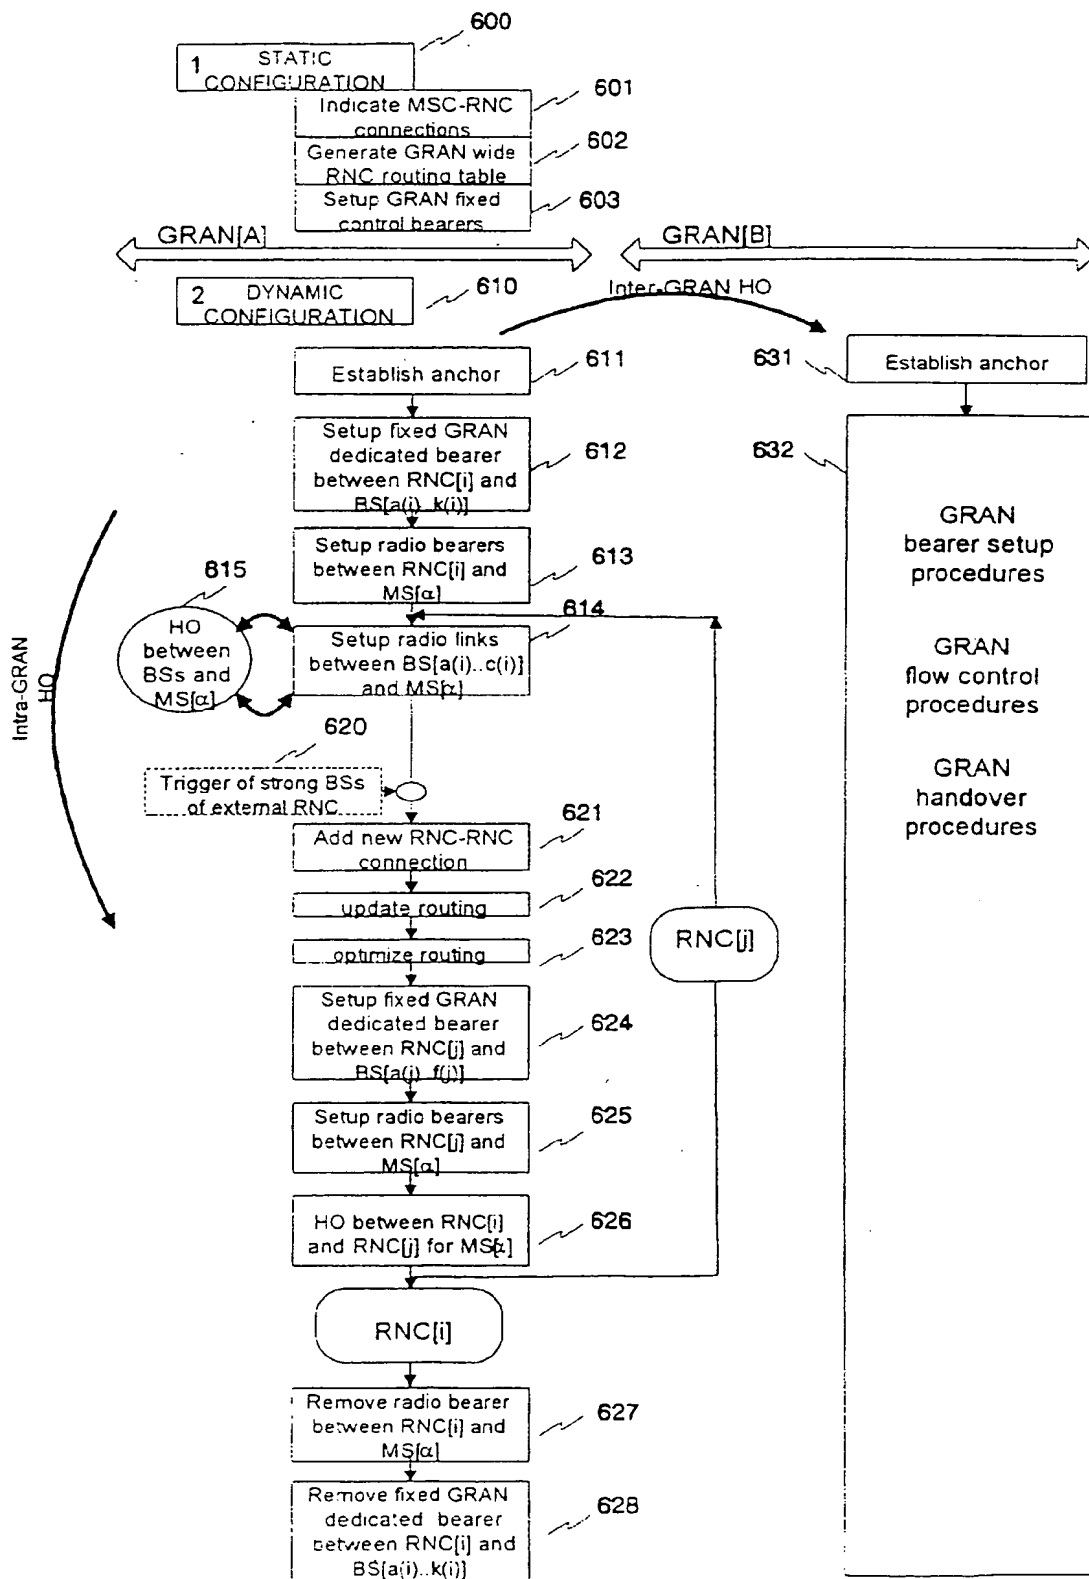 600
1 STATIC
CONFIGURATION
601
Indicate MSC-RNC
connections
602
Generate GRAN wide
RNC routing table
603
Setup GRAN fixed
control bearers
GRAN[A]
GRAN[B]
2 DYNAMIC
CONFIGURATION
610
Inter-GRAN HO
611
Establish anchor
631
Establish anchor
Setup fixed GRAN
dedicated bearer
between RNC[i] and
BS[a(i)..k(i)]
612
632
GRAN
bearer setup
procedures
GRAN
flow control
procedures
GRAN
handover
procedures
Setup radio bearers
between RNC[i] and
MS[α]
613
614
615
HO
between
BSs and
MS[α]
Setup radio links
between BS[a(i)..c(i)]
and MS[α]
Intra-GRAN
HO
620
Trigger of strong BSs
of external RNC
621
Add new RNC-RNC
connection
622
update routing
623
optimize routing
RNC[j]
Setup fixed GRAN
dedicated bearer
between RNC[j] and
BS[a(j)..f(j)]
624
Setup radio bearers
between RNC[j] and
MS[α]
625
HO between RNC[i]
and RNC[j] for MS[α]
626
RNC[i]
Remove radio bearer
between RNC[i] and
MS[α]
627
Remove fixed GRAN
dedicated bearer
between RNC[i] and
BS[a(i)..k(i)]
628